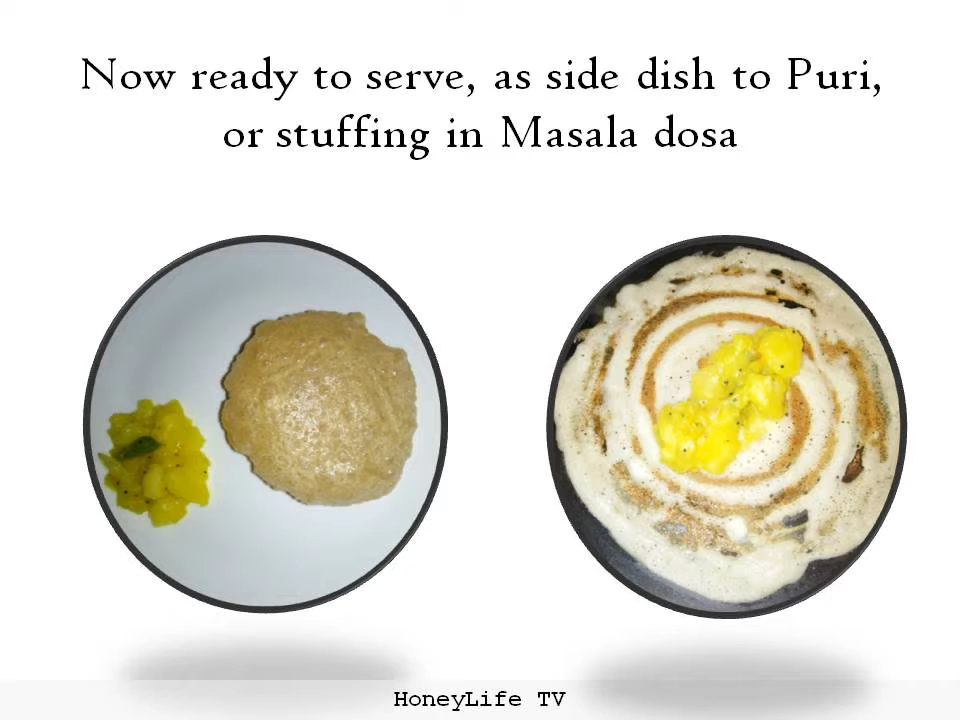 Now ready to serve, as side dish to Puri,
or stuffing in Masala dosa
HoneyLife TV